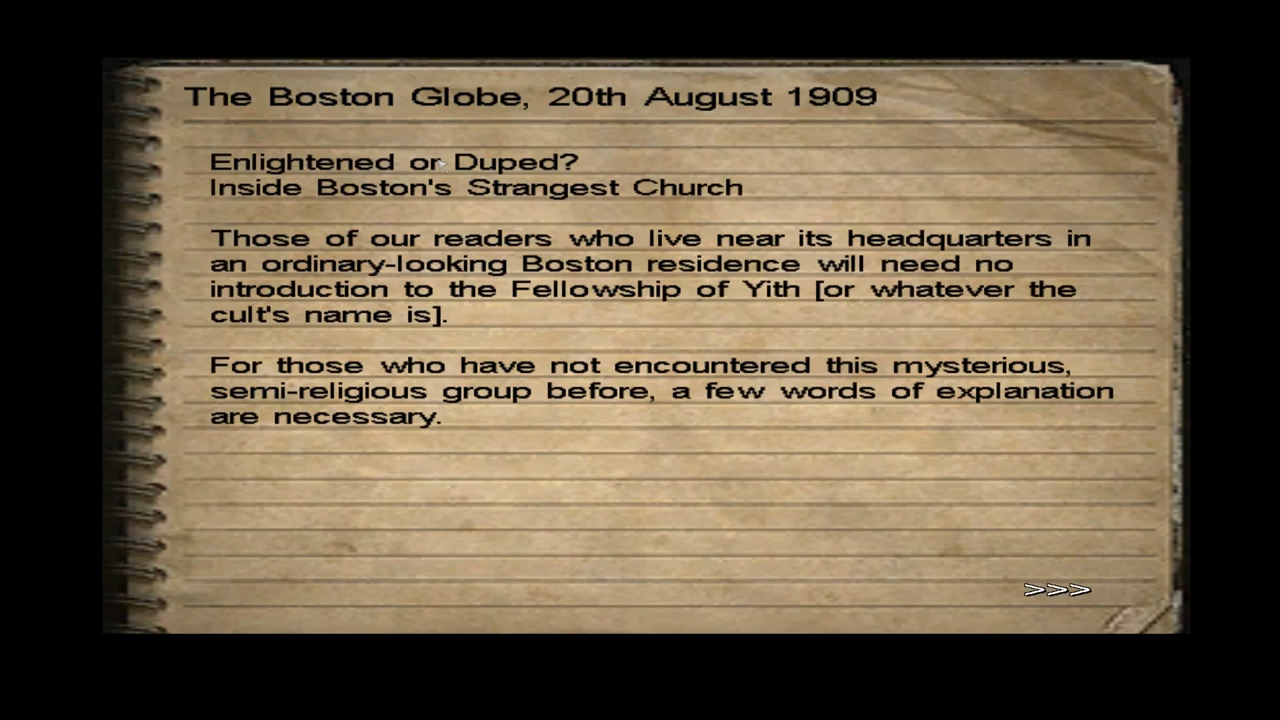 The Boston Globe, 20th August 1909
Enlightened or Duped?
Inside Boston's Strangest Church
Those of our readers who live near its headquarters in
an ordinary-looking Boston residence will need no
introduction to the Fellowship of Yith [or whatever the
cult's name is].
For those who have not encountered this mysterious,
semi-religious group before, a few words of explanation
are necessary.
>>>